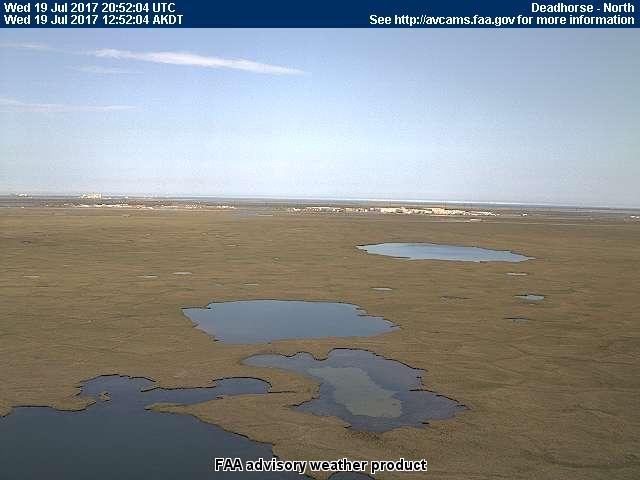 Wed 19 Jul 2017 20:52:04 UTC Deadhorse - North
Wed 19 Jul 2017 12:52:04 AKDT See http://avcams.faa.gov for more information
FAA advisory weather product